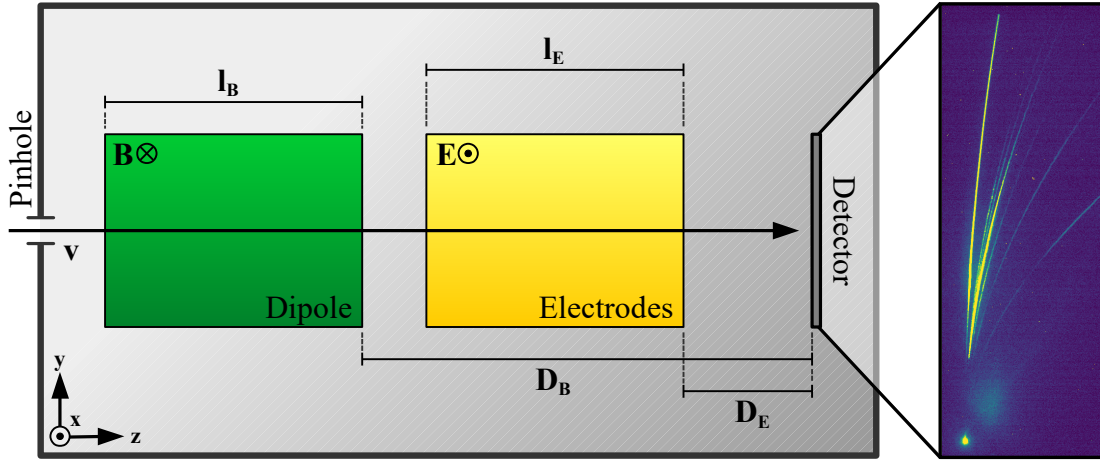 l_B
l_E
B⊗
E⊙
Pinhole
v
Dipole
Electrodes
Detector
D_B
D_E
y
x
z